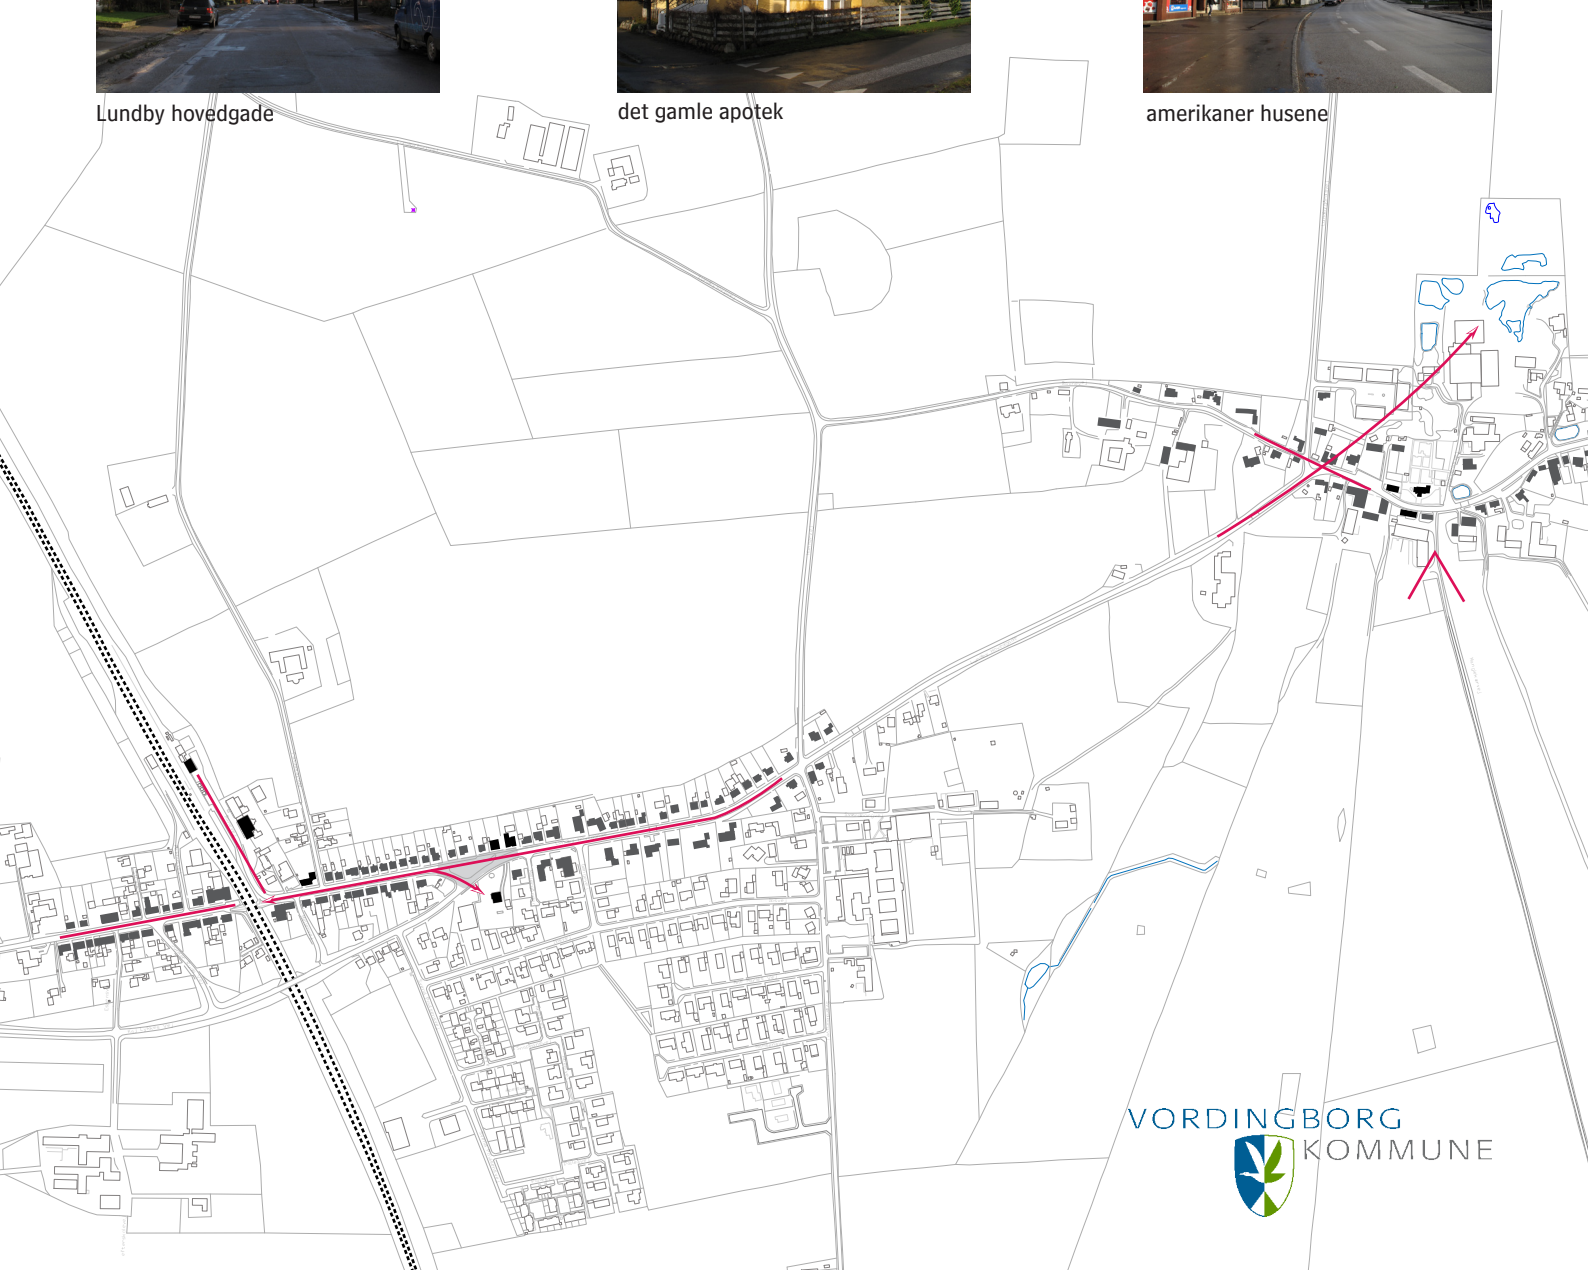 Lundby hovedgade
det gamle apotek
amerikaner husene
VORDINGBORG
KOMMUNE